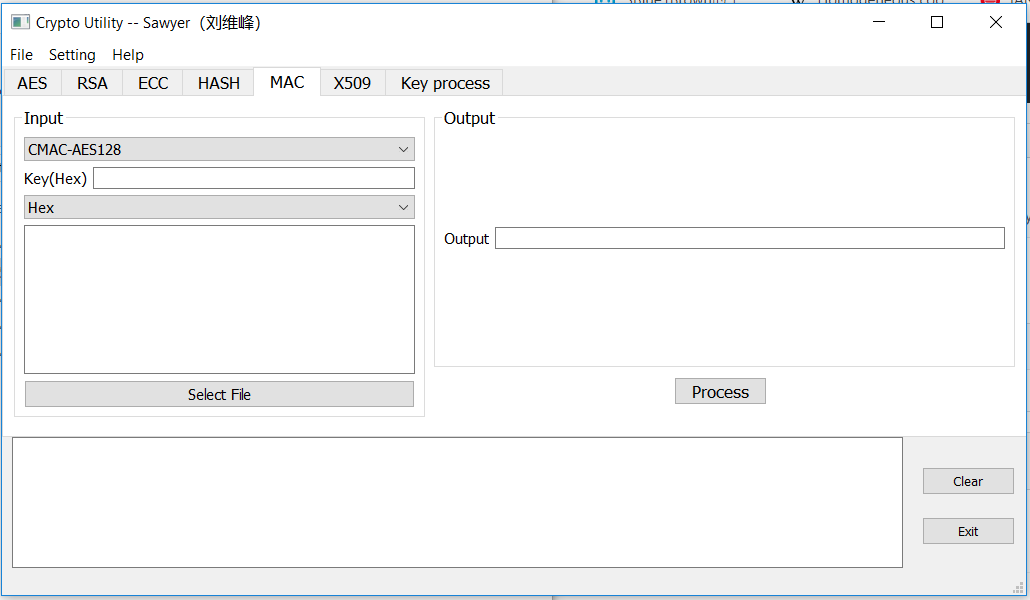 Crypto Utility -- Sawyer（刘维峰）
File Setting Help
AES RSA ECC HASH MAC X509 Key process
Input
CMAC-AES128
Key(Hex)
Hex
Select File
Output
Output
Process
Clear
Exit